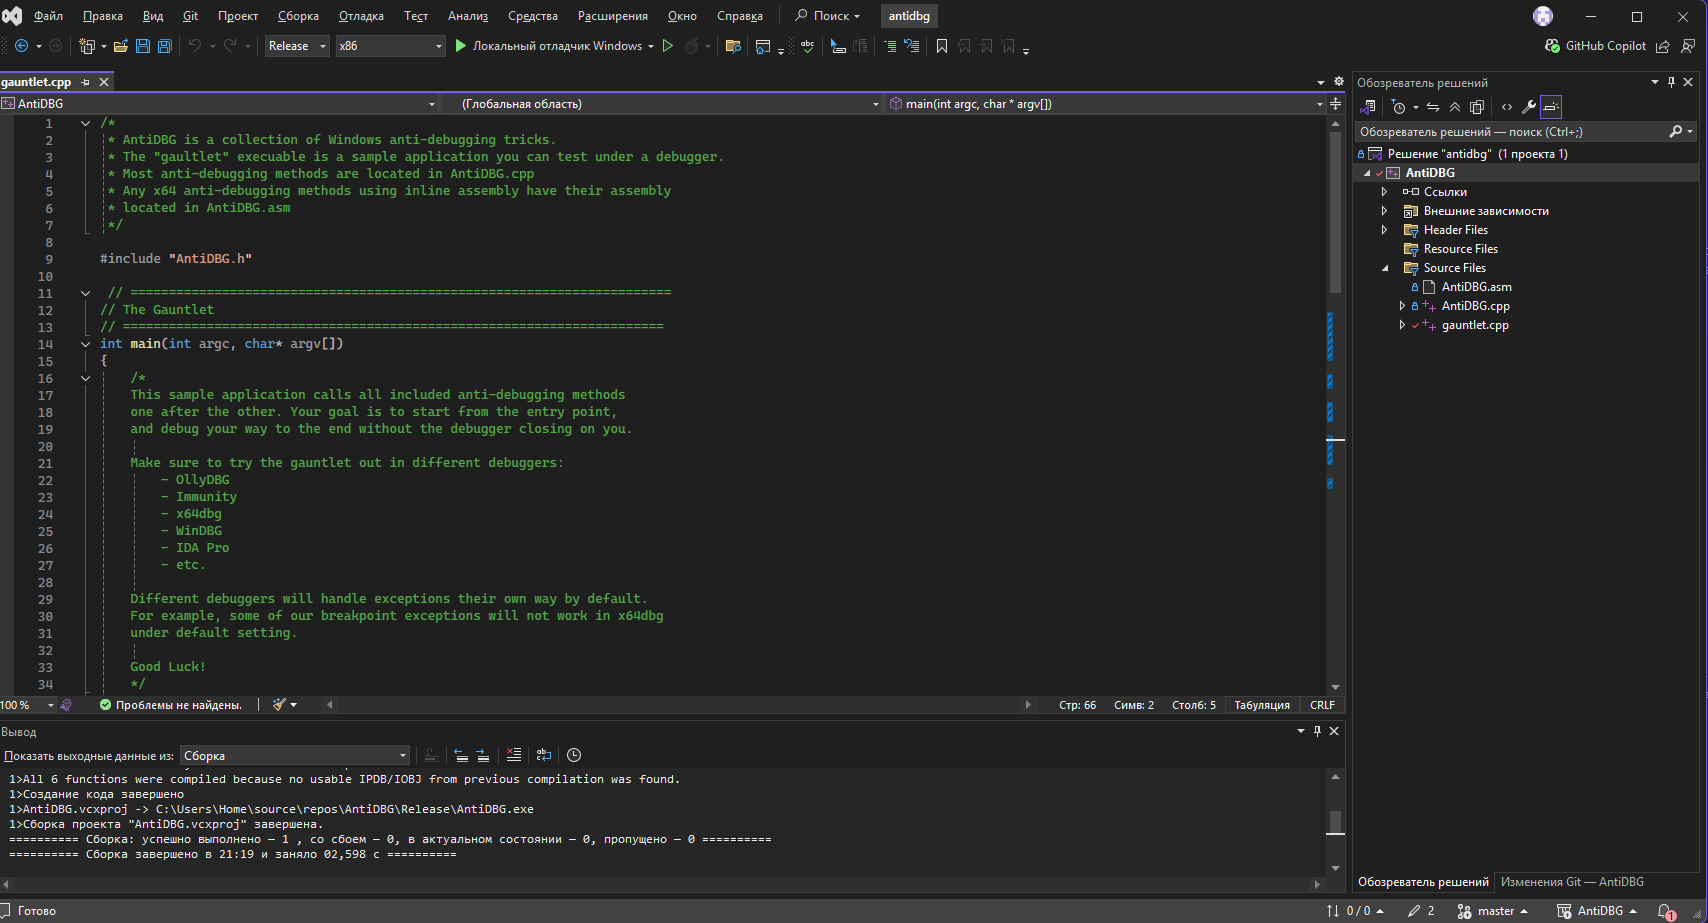 Файл Правка Вид Git Проект Сборка Отладка Тест Анализ Средства Расширения Окно Справка Поиск antidbg
Release x86 Локальный отладчик Windows GitHub Copilot
gauntlet.cpp
AntiDBG (Глобальная область) main(int argc, char * argv[])
1 /*
2 * AntiDBG is a collection of Windows anti-debugging tricks.
3 * The "gaultlet" execuable is a sample application you can test under a debugger.
4 * Most anti-debugging methods are located in AntiDBG.cpp
5 * Any x64 anti-debugging methods using inline assembly have their assembly
6 * located in AntiDBG.asm
7 */
8
9 #include "AntiDBG.h"
10
11 // =======================================================================
12 // The Gauntlet
13 // =======================================================================
14 int main(int argc, char* argv[])
15 {
16 /*
17 This sample application calls all included anti-debugging methods
18 one after the other. Your goal is to start from the entry point,
19 and debug your way to the end without the debugger closing on you.
20
21 Make sure to try the gauntlet out in different debuggers:
22 - OllyDBG
23 - Immunity
24 - x64dbg
25 - WinDBG
26 - IDA Pro
27 - etc.
28
29 Different debuggers will handle exceptions their own way by default.
30 For example, some of our breakpoint exceptions will not work in x64dbg
31 under default setting.
32
33 Good Luck!
34 */
100 % Проблемы не найдены. Стр: 66 Симв: 2 Столб: 5 Табуляция CRLF
Вывод
Показать выходные данные из: Сборка
1>All 6 functions were compiled because no usable IPDB/IOBJ from previous compilation was found.
1>Создание кода завершено
1>AntiDBG.vcxproj -> C:\Users\Home\source\repos\AntiDBG\Release\AntiDBG.exe
1>Сборка проекта "AntiDBG.vcxproj" завершена.
========== Сборка: успешно выполнено — 1 , со сбоем — 0, в актуальном состоянии — 0, пропущено — 0 ==========
========== Сборка завершено в 21:19 и заняло 02,598 с ==========
Обозреватель решений
Обозреватель решений — поиск (Ctrl+;)
Решение "antidbg" (1 проекта 1)
AntiDBG
Ссылки
Внешние зависимости
Header Files
Resource Files
Source Files
AntiDBG.asm
AntiDBG.cpp
gauntlet.cpp
Обозреватель решений Изменения Git — AntiDBG
Готово 0 / 0 2 master AntiDBG 1